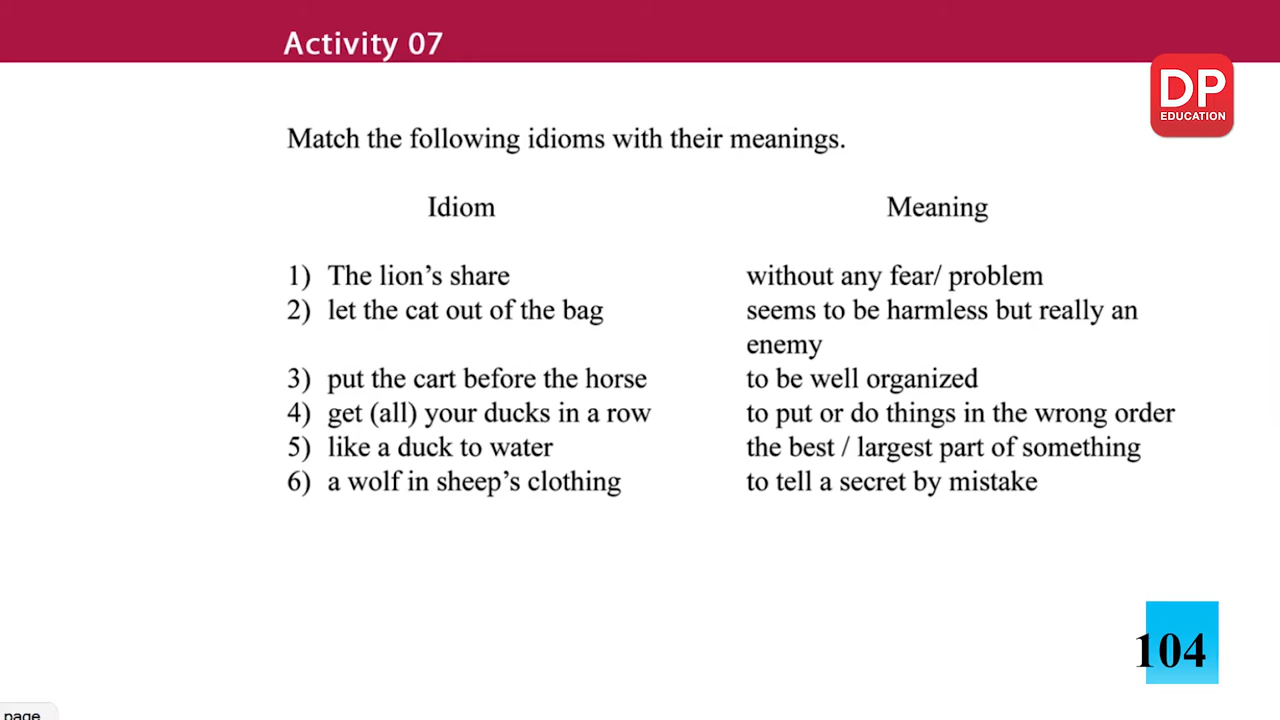 Activity 07
DP
EDUCATION
Match the following idioms with their meanings.
Idiom Meaning
1) The lion’s share without any fear/ problem
2) let the cat out of the bag seems to be harmless but really an
enemy
3) put the cart before the horse to be well organized
4) get (all) your ducks in a row to put or do things in the wrong order
5) like a duck to water the best / largest part of something
6) a wolf in sheep’s clothing to tell a secret by mistake
104
page